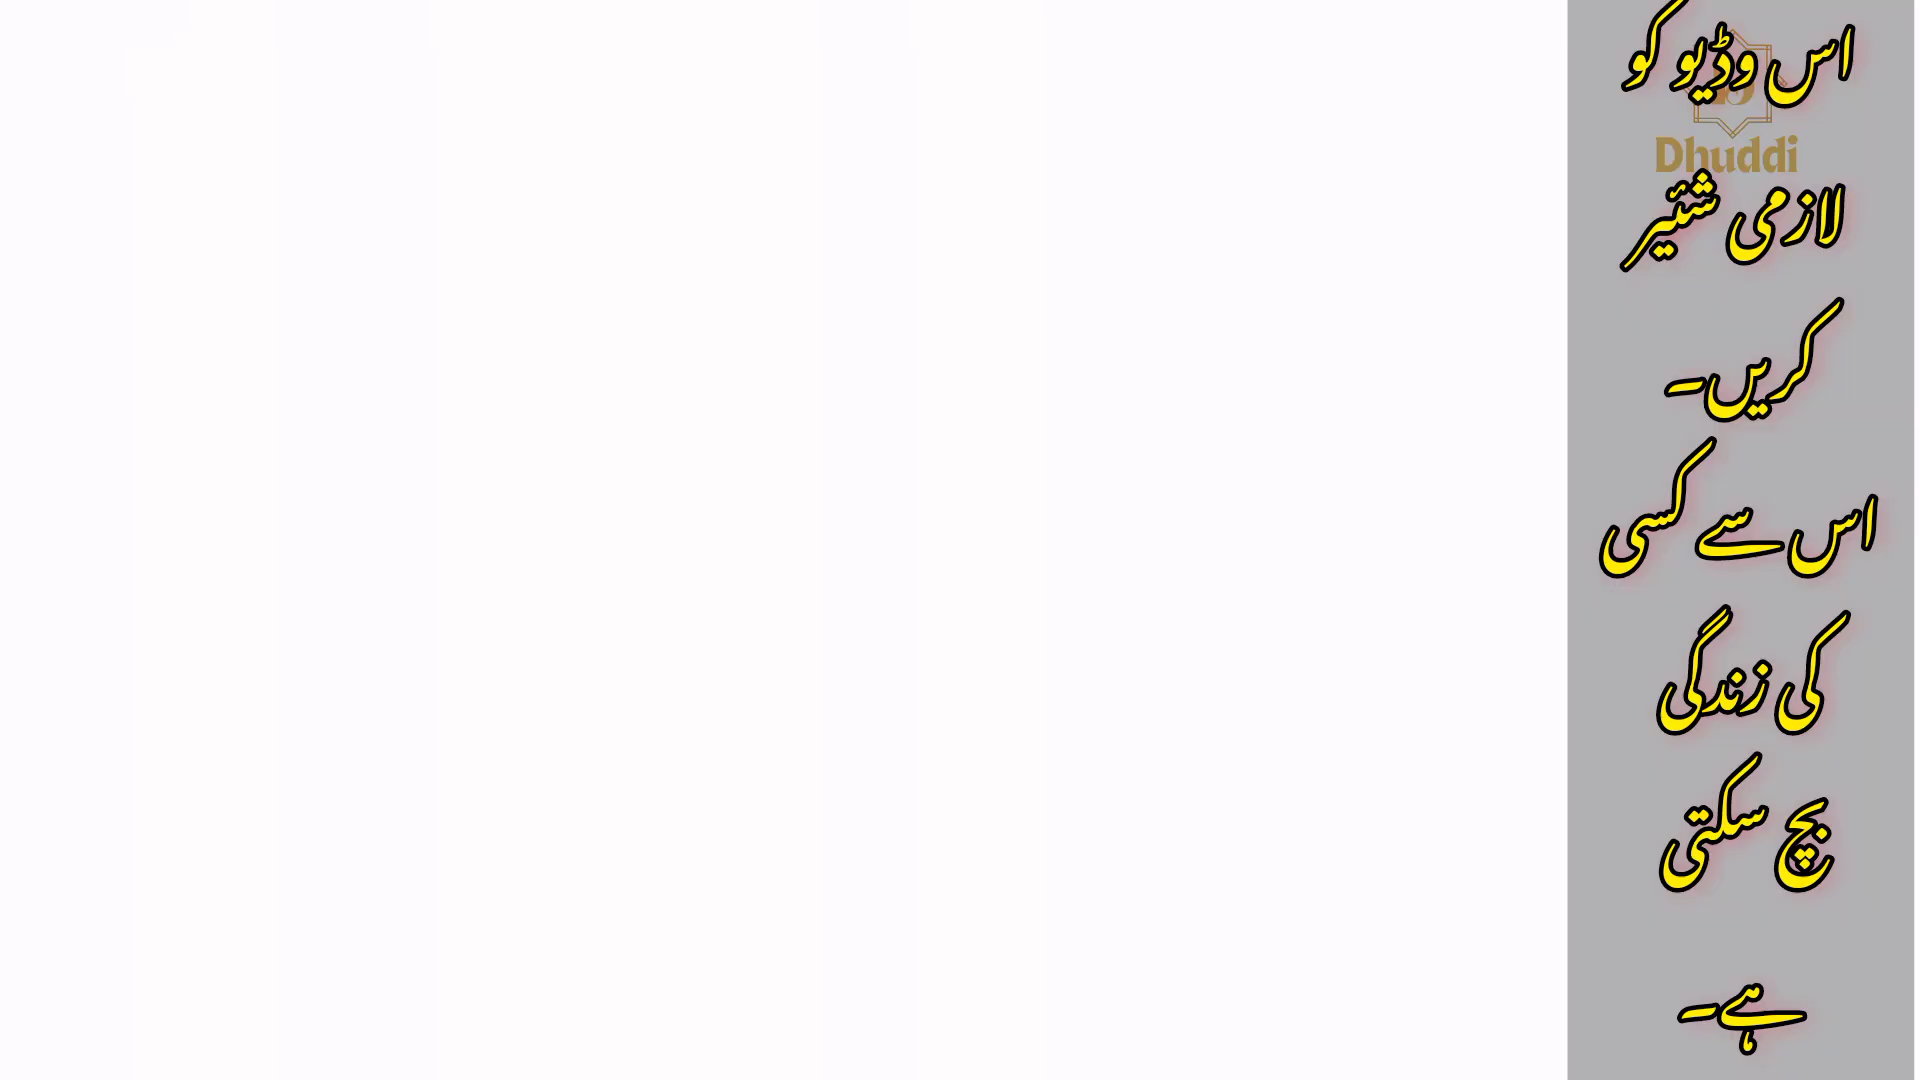 اس وڈیو کو
Dhuddi
لازمی شئیر
کریں۔
اس سے کسی
کی زندگی
بچ سکتی
ہے۔